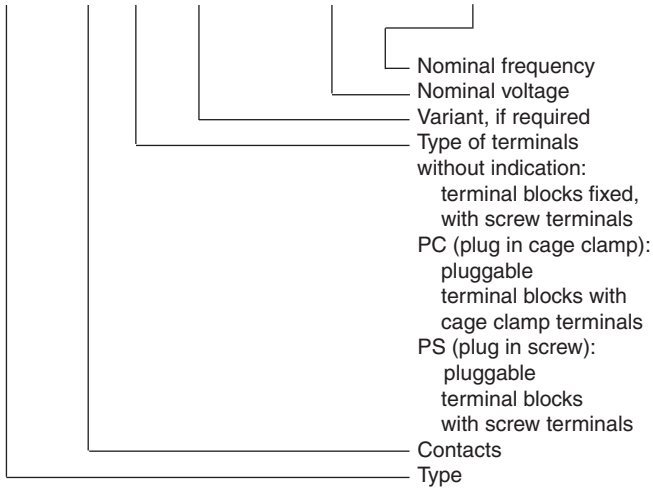 Nominal frequency
Nominal voltage
Variant, if required
Type of terminals
without indication:
terminal blocks fixed,
with screw terminals
PC (plug in cage clamp):
pluggable
terminal blocks with
cage clamp terminals
PS (plug in screw):
pluggable
terminal blocks
with screw terminals
Contacts
Type